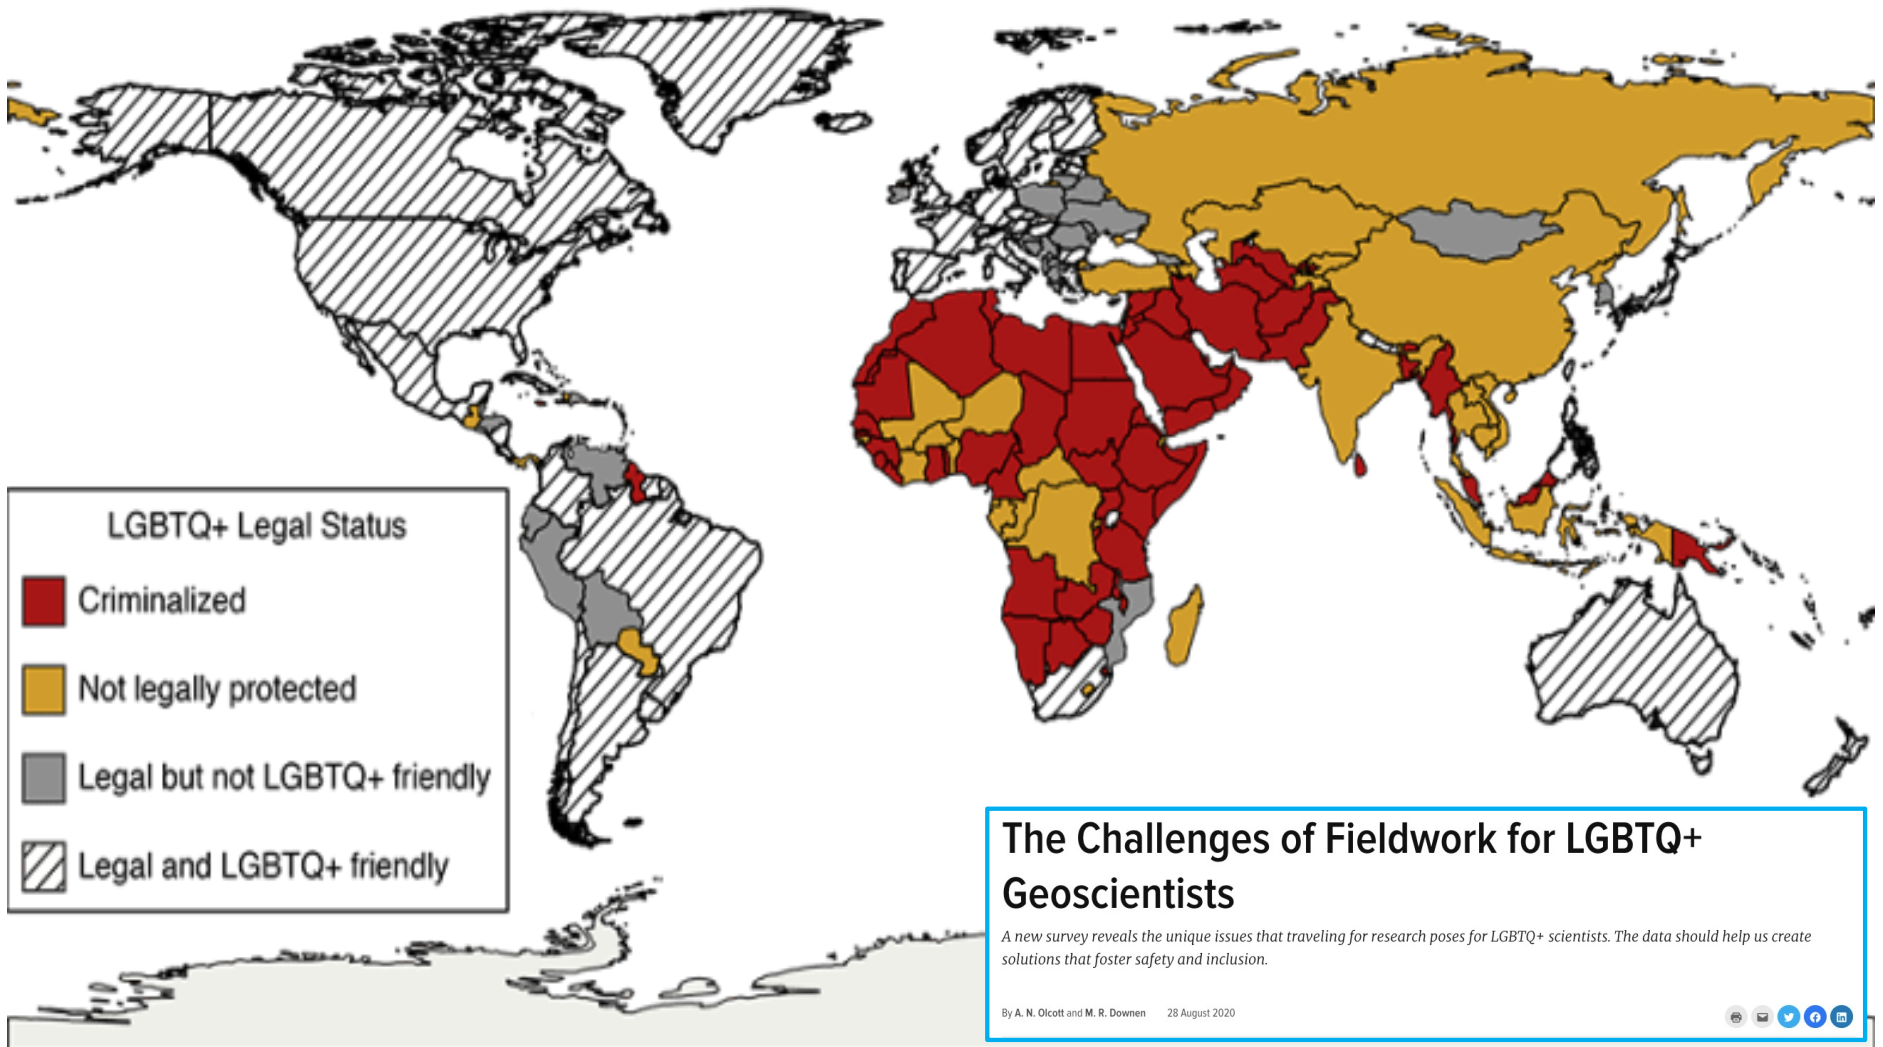 LGBTQ+ Legal Status
Criminalized
Not legally protected
Legal but not LGBTQ+ friendly
Legal and LGBTQ+ friendly
The Challenges of Fieldwork for LGBTQ+
Geoscientists
A new survey reveals the unique issues that traveling for research poses for LGBTQ+ scientists. The data should help us create
solutions that foster safety and inclusion.
By A. N. Olcott and M. R. Downen 28 August 2020